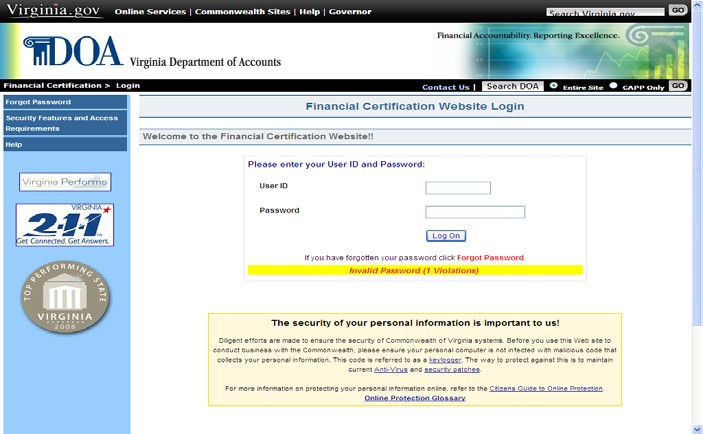 Virginia.gov Online Services | Commonwealth Sites | Help | Governor Search Virginia.gov GO
DOA Virginia Department of Accounts
Financial Accountability. Reporting Excellence.
Financial Certification > Login Contact Us | Search DOA Entire Site CAPP Only GO
Forgot Password
Security Features and Access
Requirements
Help
Virginia Performs
VIRGINIA
2-1-1
Get Connected. Get Answers.
TOP PERFORMING STATE
VIRGINIA
2008
Financial Certification Website Login
Welcome to the Financial Certification Website!!
Please enter your User ID and Password:
User ID
Password
Log On
If you have forgotten your password click Forgot Password.
Invalid Password (1 Violations)
The security of your personal information is important to us!
Diligent efforts are made to ensure the security of Commonwealth of Virginia systems. Before you use this Web site to
conduct business with the Commonwealth, please ensure your personal computer is not infected with malicious code that
collects your personal information. This code is referred to as a keylogger. The way to protect against this is to maintain
current Anti-Virus and security patches.
For more information on protecting your personal information online, refer to the Citizens Guide to Online Protection.
Online Protection Glossary